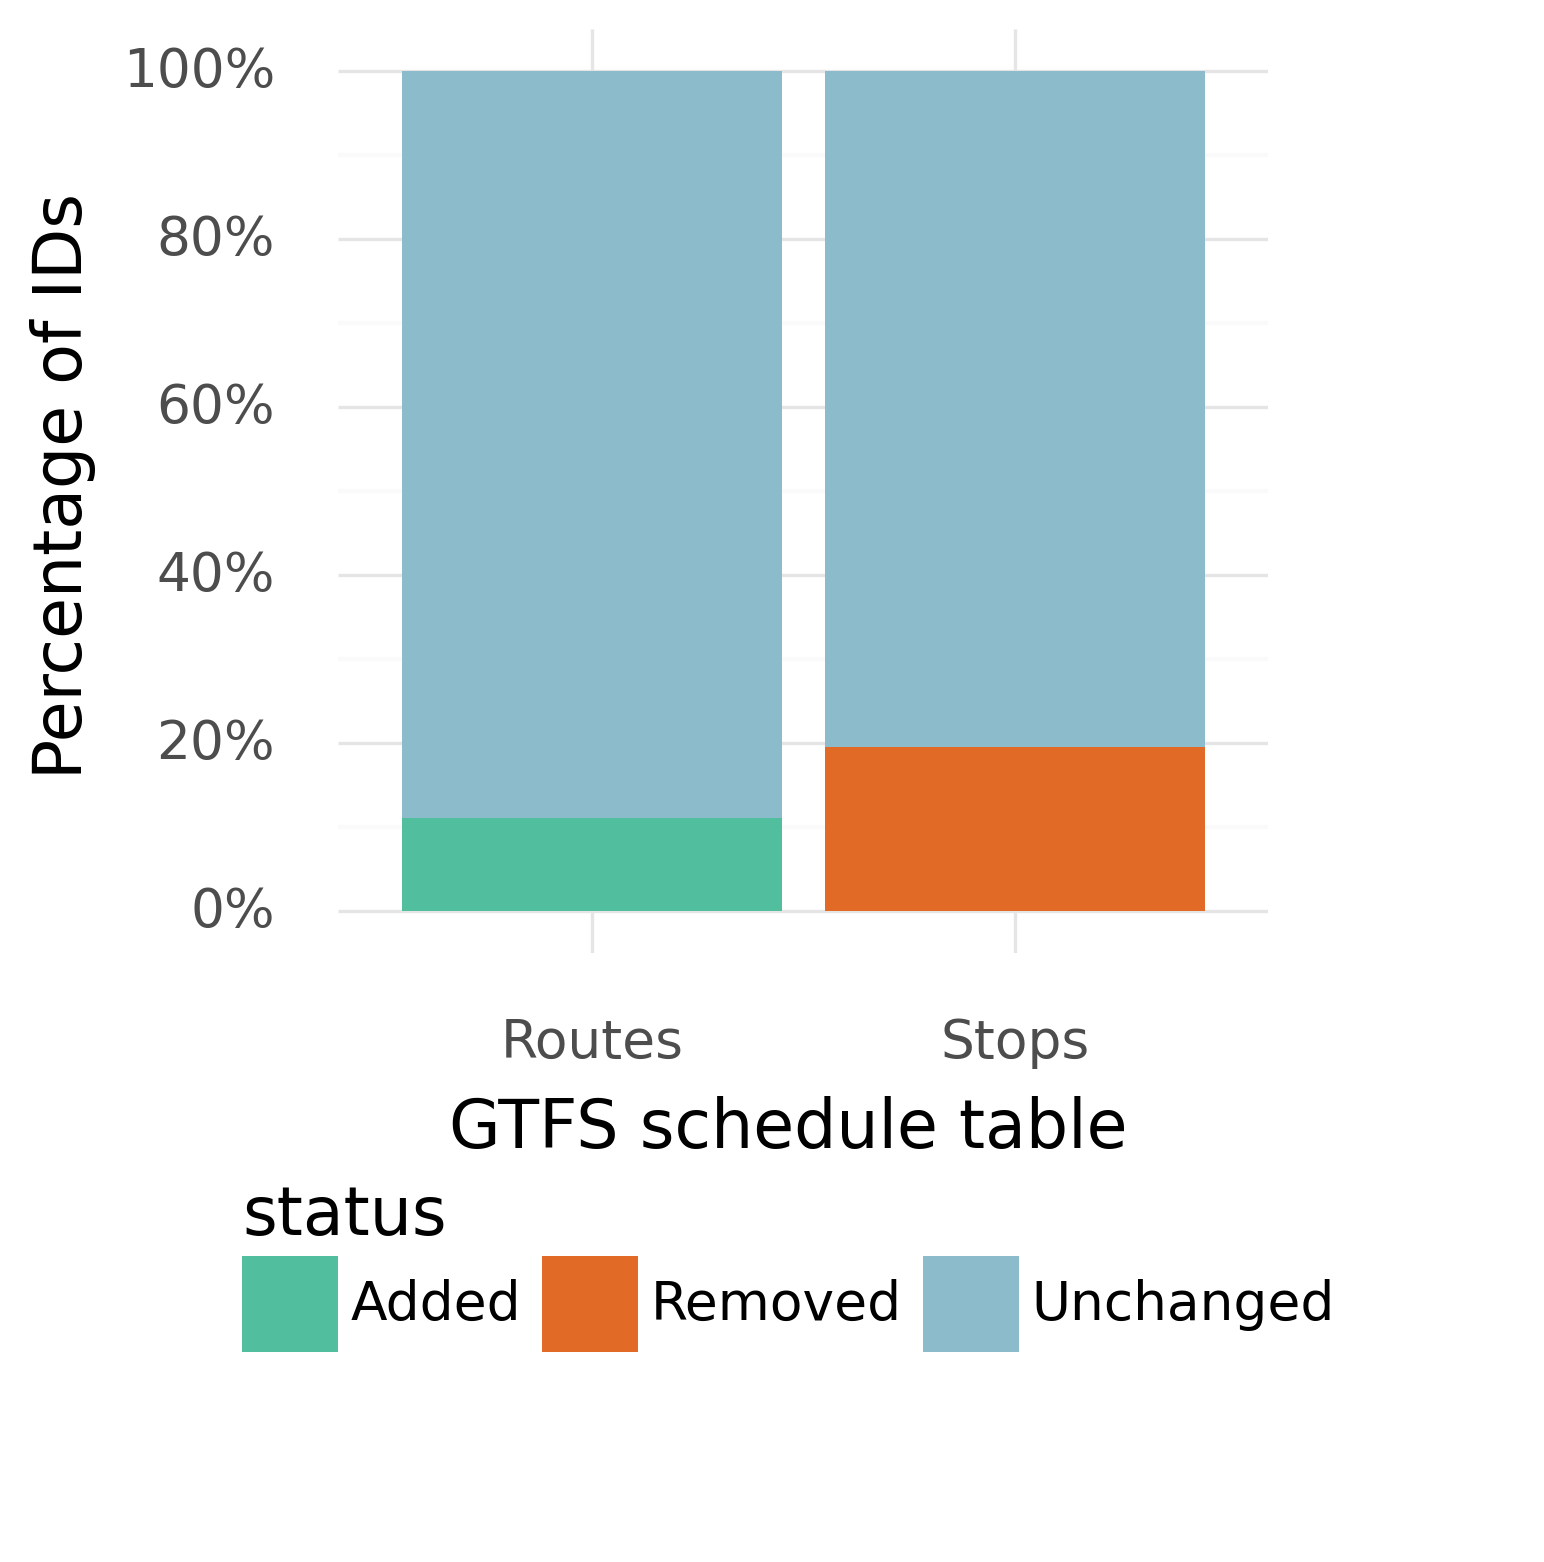 Percentage of IDs
100%
80%
60%
40%
20%
0%
Routes Stops
GTFS schedule table
status
Added Removed Unchanged